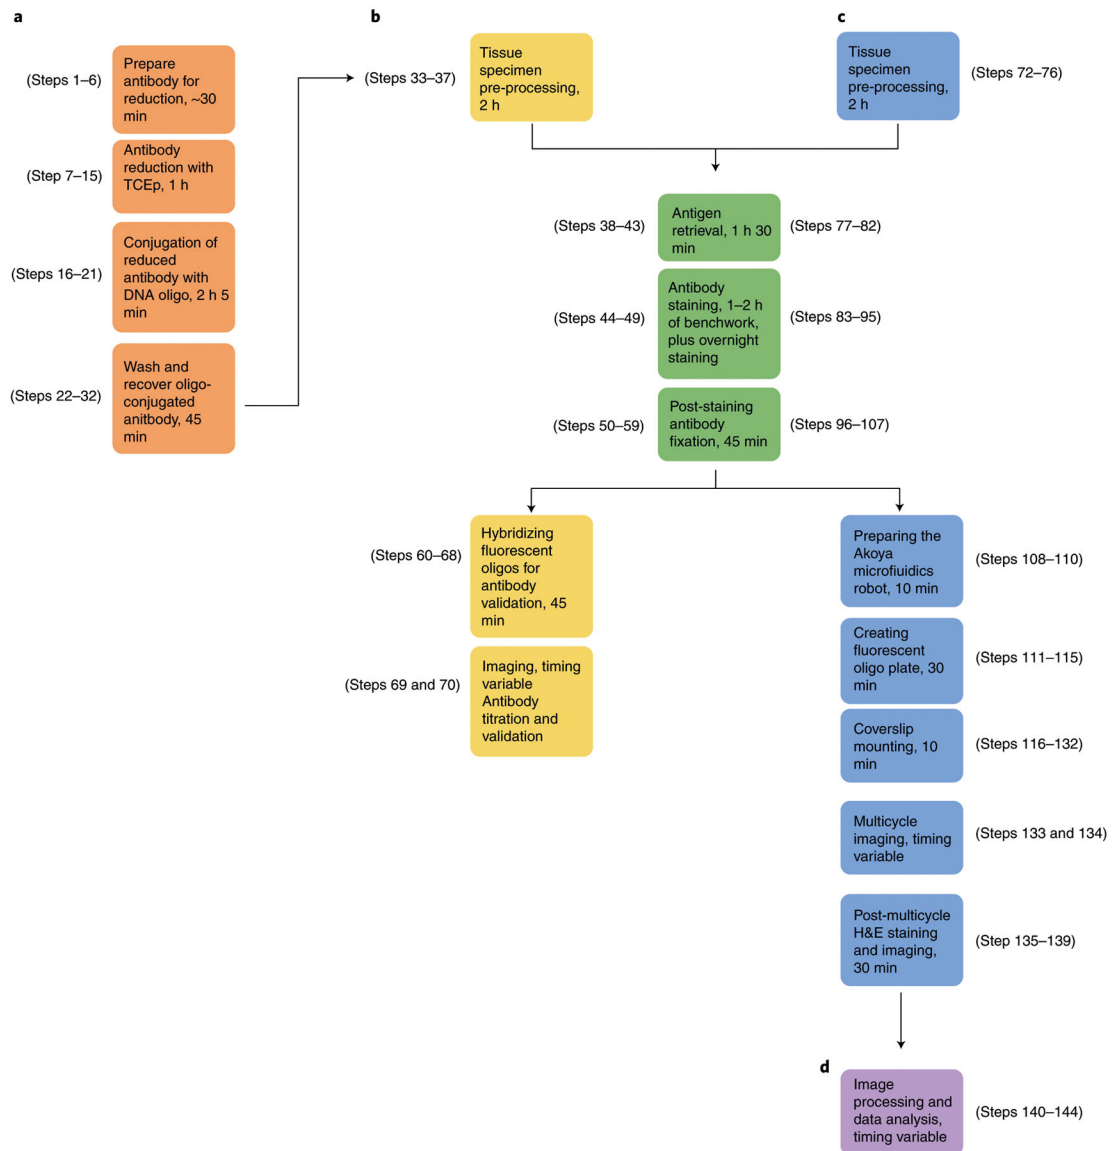 a
(Steps 1–6)
Prepare
antibody for
reduction, ~30
min
(Step 7–15)
Antibody
reduction with
TCEp, 1 h
(Steps 16–21)
Conjugation of
reduced
antibody with
DNA oligo, 2 h 5
min
(Steps 22–32)
Wash and
recover oligo-
conjugated
anitbody, 45
min
b
(Steps 33–37)
Tissue
specimen
pre-processing,
2 h
c
Tissue
specimen
pre-processing,
2 h
(Steps 72–76)
(Steps 38–43)
Antigen
retrieval, 1 h 30
min
(Steps 77–82)
(Steps 44–49)
Antibody
staining, 1–2 h
of benchwork,
plus overnight
staining
(Steps 83–95)
(Steps 50–59)
Post-staining
antibody
fixation, 45 min
(Steps 96–107)
(Steps 60–68)
Hybridizing
fluorescent
oligos for
antibody
validation, 45
min
(Steps 69 and 70)
Imaging, timing
variable
Antibody
titration and
validation
Preparing the
Akoya
microfiuidics
robot, 10 min
(Steps 108–110)
Creating
fluorescent
oligo plate, 30
min
(Steps 111–115)
Coverslip
mounting, 10
min
(Steps 116–132)
Multicycle
imaging, timing
variable
(Steps 133 and 134)
Post-multicycle
H&E staining
and imaging,
30 min
(Step 135–139)
d
Image
processing and
data analysis,
timing variable
(Steps 140–144)